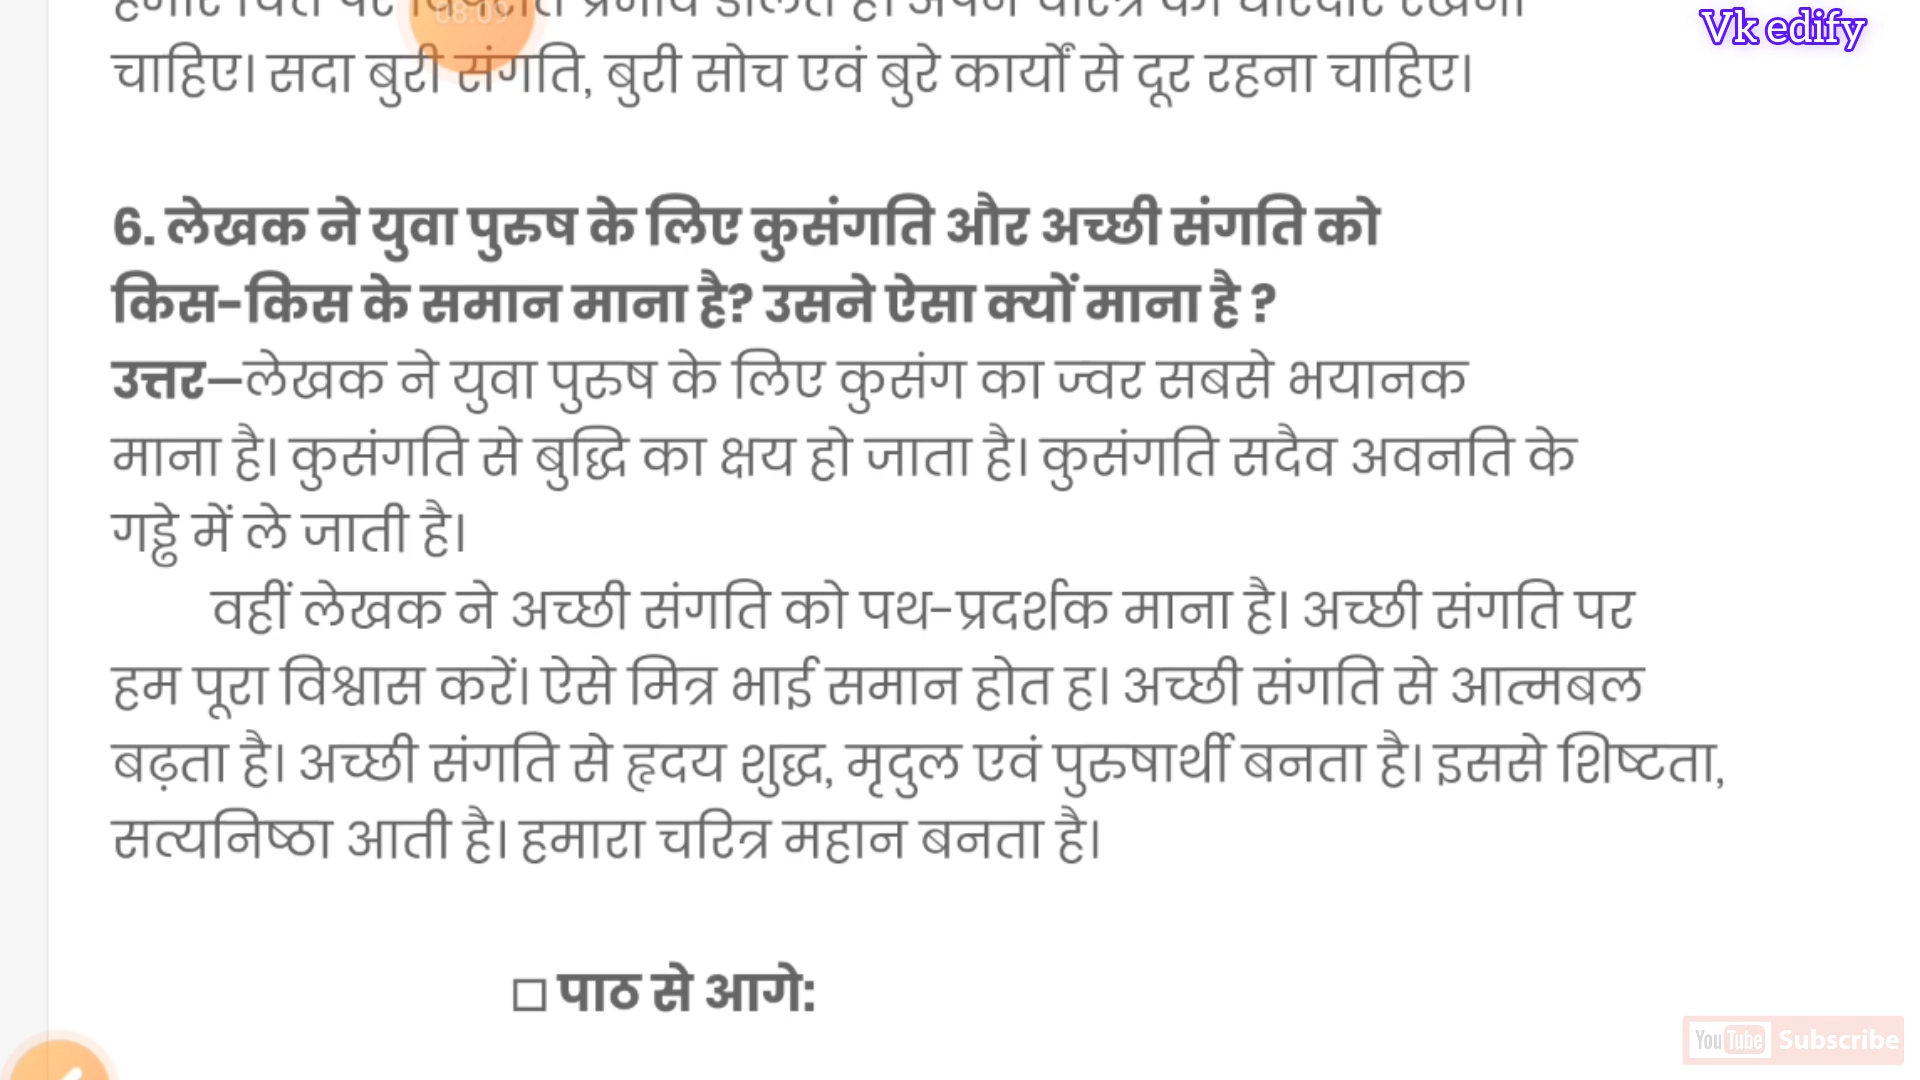 Vk edify
08:09
चाहिए। सदा बुरी संगति, बुरी सोच एवं बुरे कार्यों से दूर रहना चाहिए।
6. लेखक ने युवा पुरुष के लिए कुसंगति और अच्छी संगति को
किस-किस के समान माना है? उसने ऐसा क्यों माना है ?
उत्तर—लेखक ने युवा पुरुष के लिए कुसंग का ज्वर सबसे भयानक
माना है। कुसंगति से बुद्धि का क्षय हो जाता है। कुसंगति सदैव अवनति के
गड्ढे में ले जाती है।
वहीं लेखक ने अच्छी संगति को पथ-प्रदर्शक माना है। अच्छी संगति पर
हम पूरा विश्वास करें। ऐसे मित्र भाई समान होत ह। अच्छी संगति से आत्मबल
बढ़ता है। अच्छी संगति से हृदय शुद्ध, मृदुल एवं पुरुषार्थी बनता है। इससे शिष्टता,
सत्यनिष्ठा आती है। हमारा चरित्र महान बनता है।
□ पाठ से आगे:
YouTube Subscribe